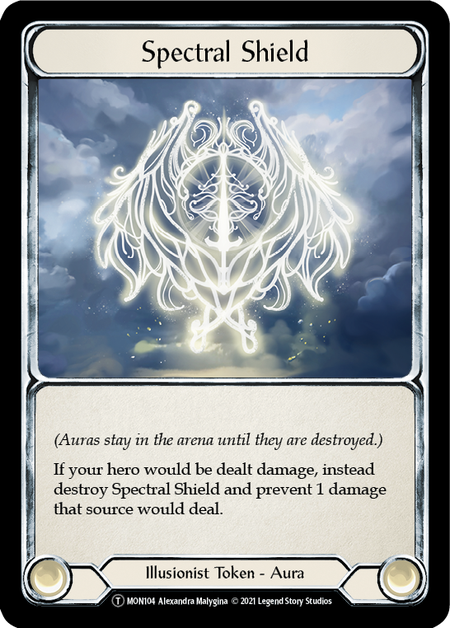 Spectral Shield
(Auras stay in the arena until they are destroyed.)
If your hero would be dealt damage, instead
destroy Spectral Shield and prevent 1 damage
that source would deal.
Illusionist Token - Aura
T MON104 Alexandra Malygina © 2021 Legend Story Studios